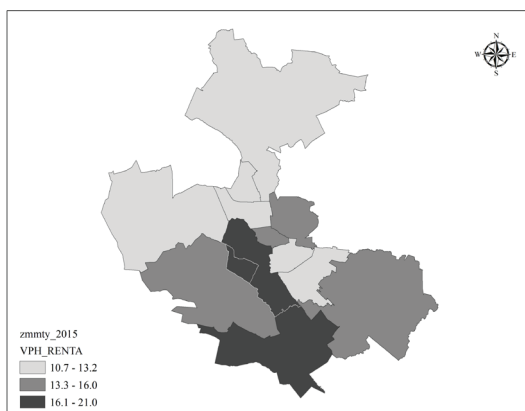 N
W E
S
zmmty_2015
VPH_RENTA
10.7 - 13.2
13.3 - 16.0
16.1 - 21.0